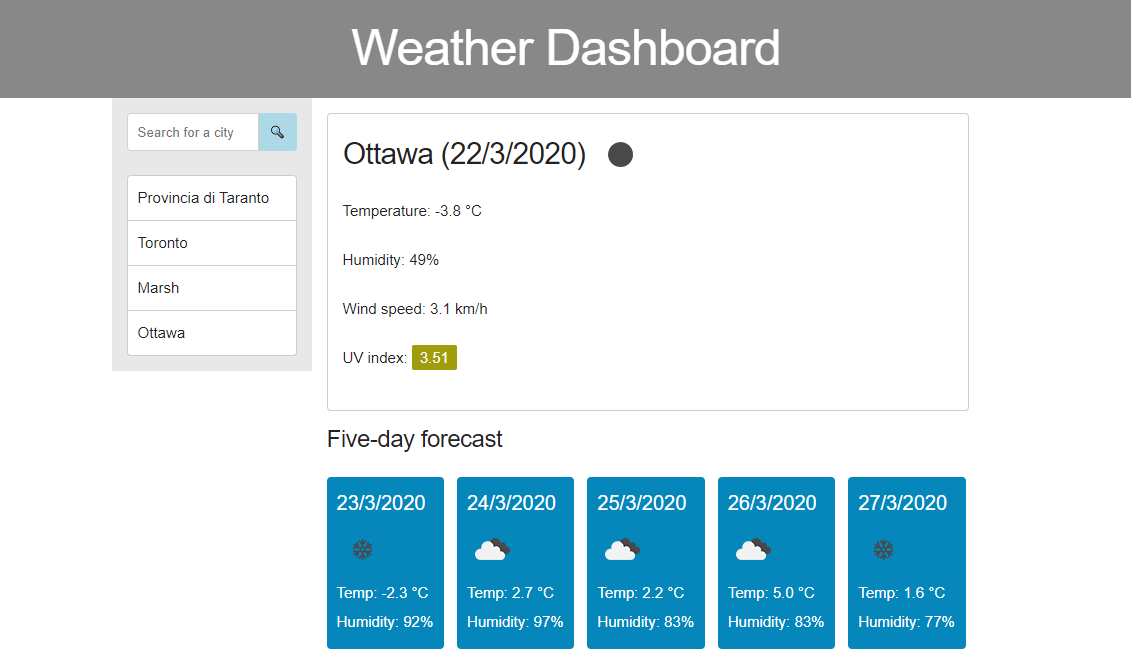 Weather Dashboard
Search for a city
Provincia di Taranto
Toronto
Marsh
Ottawa
Ottawa (22/3/2020)
Temperature: -3.8 °C
Humidity: 49%
Wind speed: 3.1 km/h
UV index: 3.51
Five-day forecast
23/3/2020
Temp: -2.3 °C
Humidity: 92%
24/3/2020
Temp: 2.7 °C
Humidity: 97%
25/3/2020
Temp: 2.2 °C
Humidity: 83%
26/3/2020
Temp: 5.0 °C
Humidity: 83%
27/3/2020
Temp: 1.6 °C
Humidity: 77%